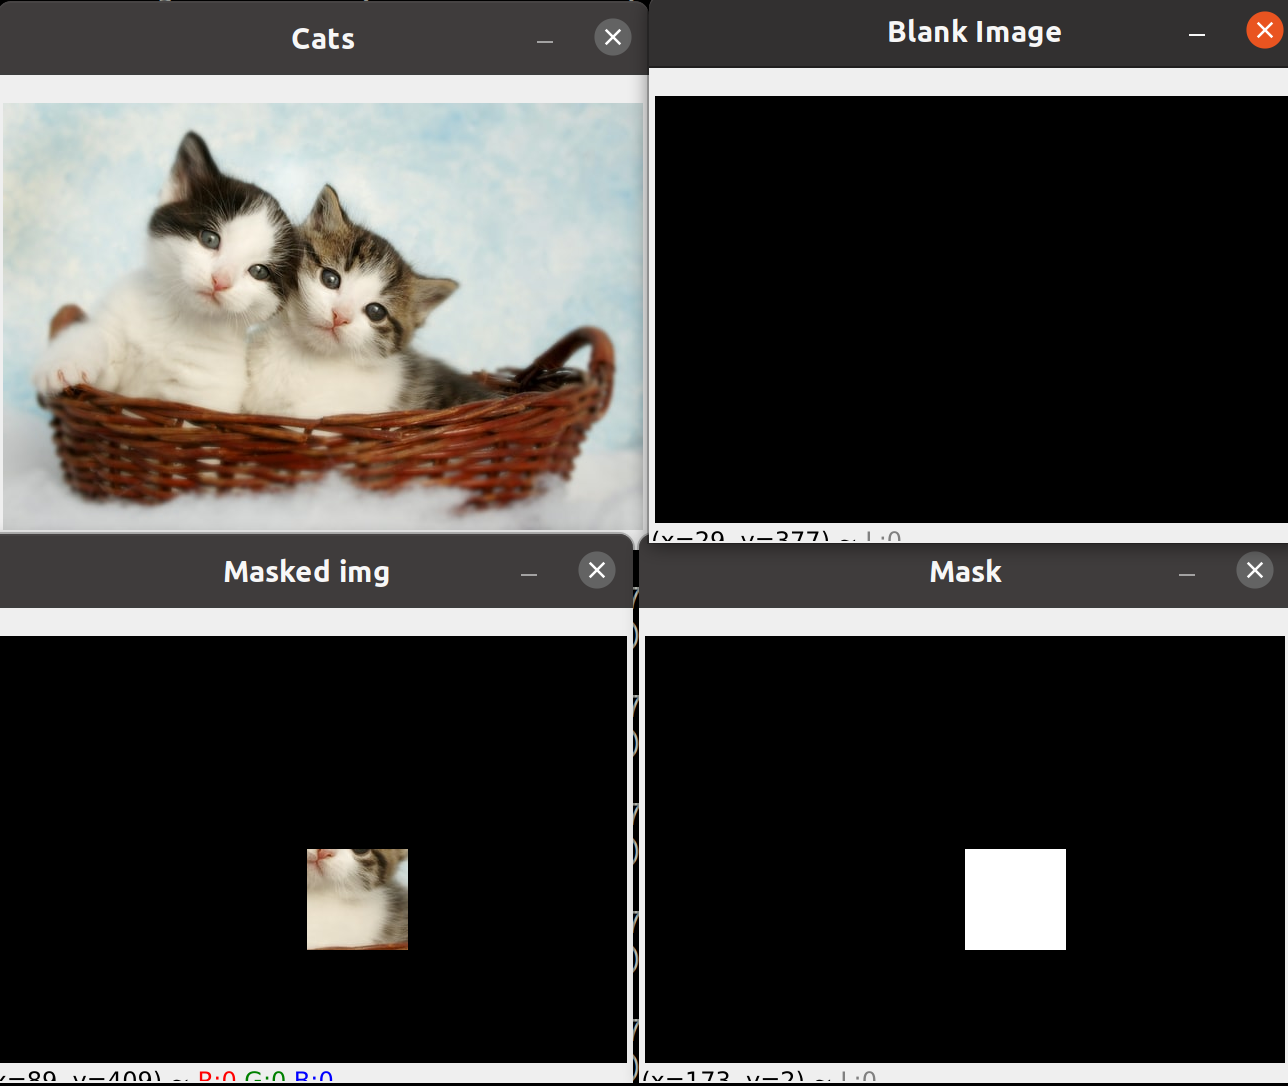 Cats
Blank Image
(x=29, y=377) ~ L:0
Masked img
Mask
x=89, y=409) ~ R:0 G:0 B:0
(x=173, y=2) ~ L:0